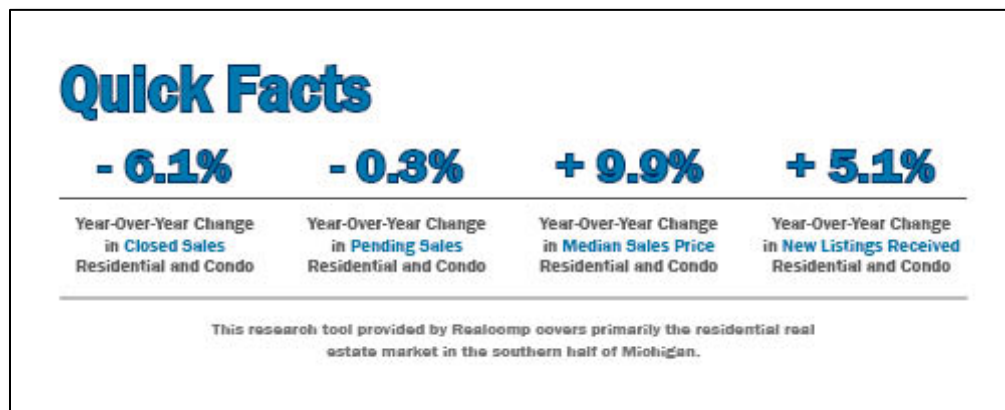 Quick Facts
- 6.1% - 0.3% + 9.9% + 5.1%
Year-Over-Year Change
in Closed Sales
Residential and Condo
Year-Over-Year Change
in Pending Sales
Residential and Condo
Year-Over-Year Change
in Median Sales Price
Residential and Condo
Year-Over-Year Change
in New Listings Received
Residential and Condo
This research tool provided by Realcomp covers primarily the residential real
estate market in the southern half of Michigan.